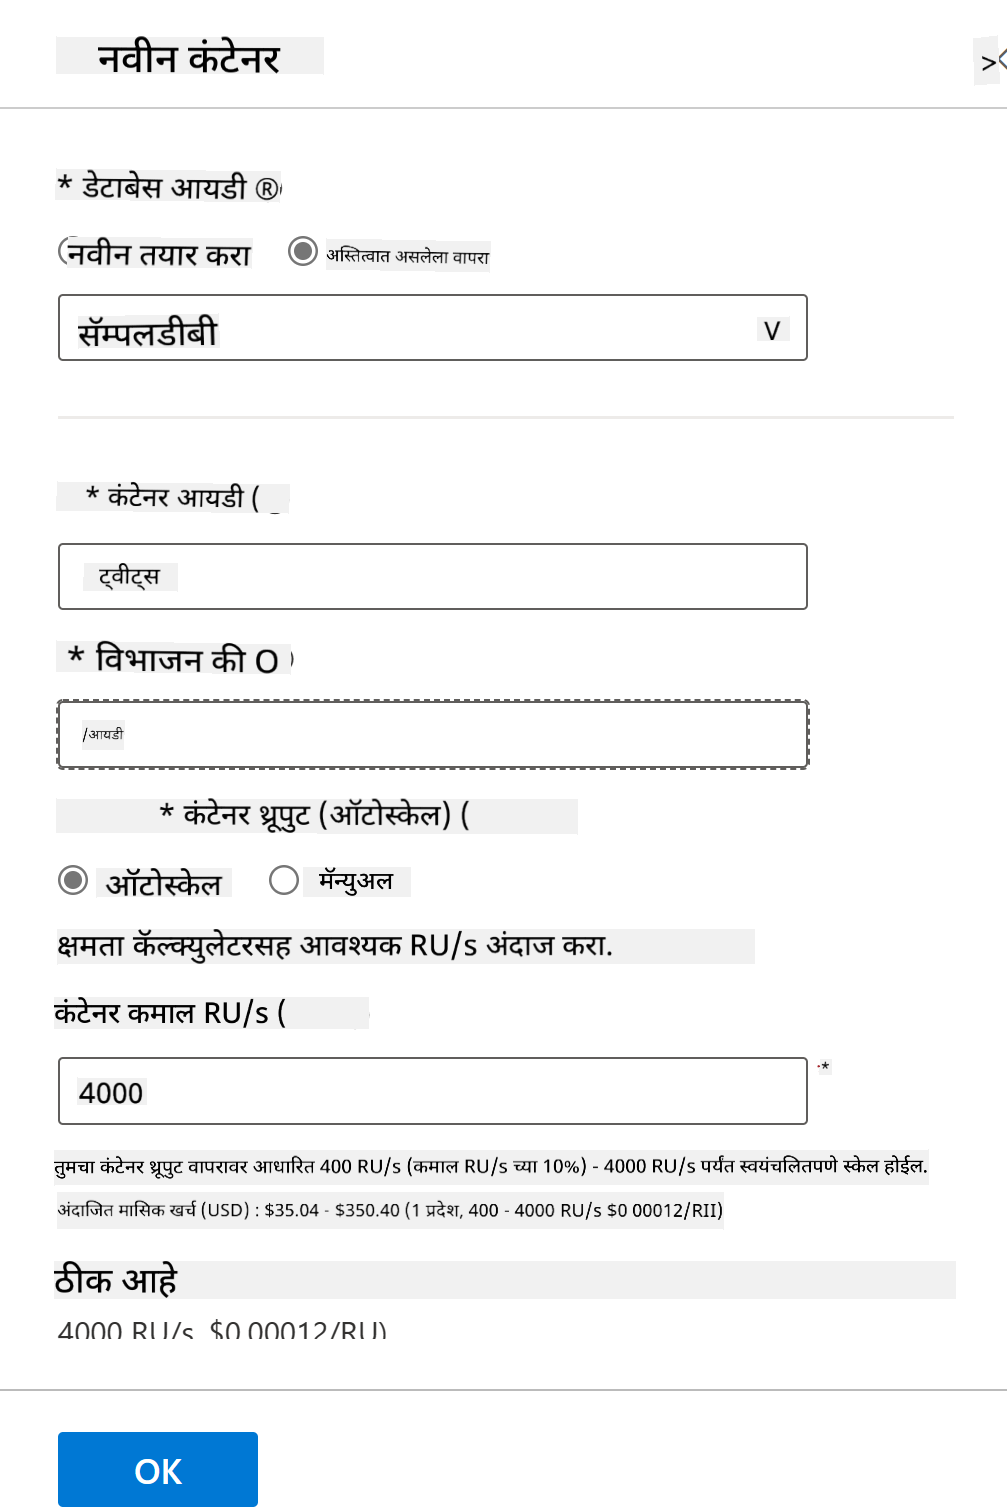 नवीन कंटेनर
>
* डेटाबेस आयडी ®
नवीन तयार करा अस्तित्वात असलेला वापरा
सॅम्पलडीबी V
* कंटेनर आयडी (
ट्वीट्स
* विभाजन की O
/आयडी
* कंटेनर थ्रूपुट (ऑटोस्केल) (
ऑटोस्केल मॅन्युअल
क्षमता कॅल्क्युलेटरसह आवश्यक RU/s अंदाज करा.
कंटेनर कमाल RU/s (
4000 *
तुमचा कंटेनर थ्रूपुट वापरावर आधारित 400 RU/s (कमाल RU/s च्या 10%) - 4000 RU/s पर्यंत स्वयंचलितपणे स्केल होईल.
अंदाजित मासिक खर्च (USD) : $35.04 - $350.40 (1 प्रदेश, 400 - 4000 RU/s $0 00012/RII)
ठीक आहे
4000 RU/s, $0.00012/RU)
OK